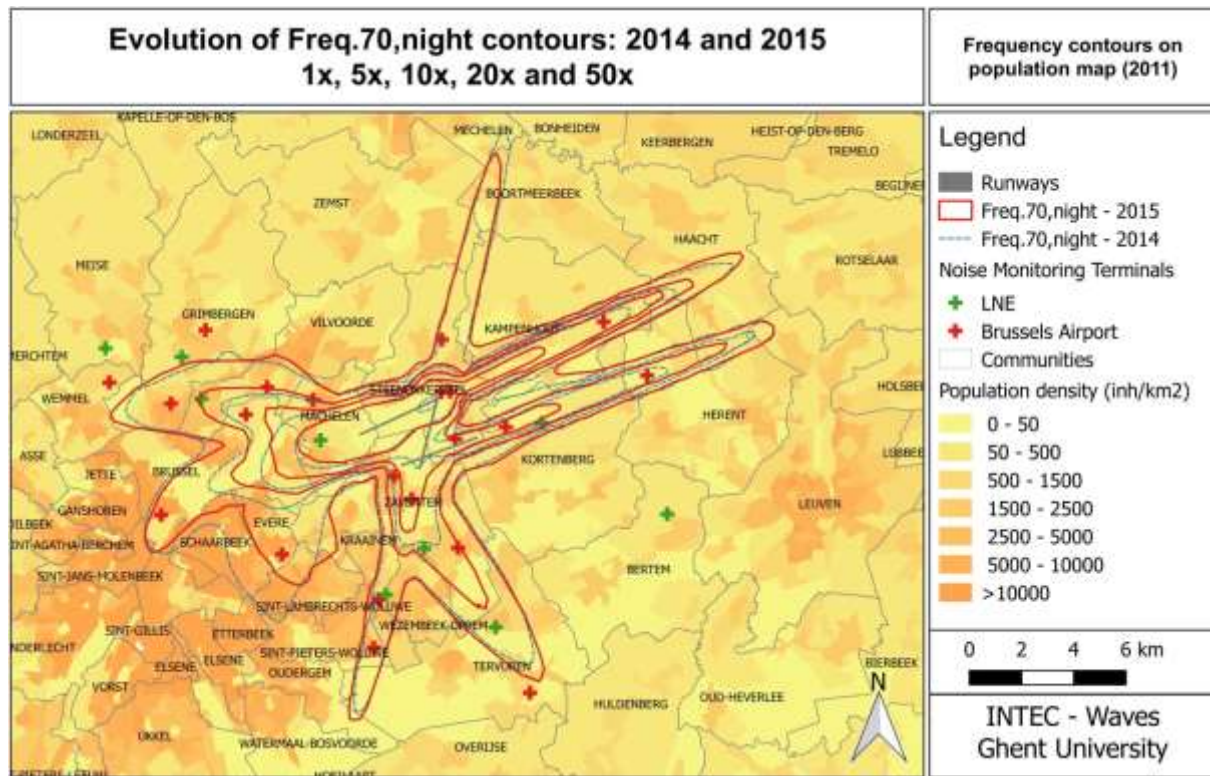 Evolution of Freq.70,night contours: 2014 and 2015
1x, 5x, 10x, 20x and 50x
Frequency contours on
population map (2011)
KAPELLE-OP-DEN-BOS
LONDERZEEL
MECHELEN
BONHEIDEN
KEERBERGEN
HEIST-OP-DEN-BERG
TREMELO
BOORTMEERBEEK
ZEMST
HAACHT
ROTSELAAR
MEISE
GRIMBERGEN
VILVOORDE
KAMPENHOUT
WEMMEL
MACHELEN
HERENT
ASSE
JETTE
BRUSSEL
KORTENBERG
GANSHOREN
LEUVEN
EVERE
SCHAARBEEK
KRAAINEM
BERTEM
SINT-JANS-MOLENBEEK
SINT-LAMBRECHTS-WOLUWE
WEZEMBEEK-OPPEM
SINT-GILLIS
ETTERBEEK
ELSENE
ELSENE
SINT-PIETERS-WOLUWE
OUDERGEM
TERVUREN
BIERBEEK
VORST
HULDENBERG
OUD-HEVERLEE
UKKEL
WATERMAAL-BOSVOORDE
OVERIJSE
N
Legend
Runways
Freq.70,night - 2015
Freq.70,night - 2014
Noise Monitoring Terminals
LNE
Brussels Airport
Communities
Population density (inh/km2)
0 - 50
50 - 500
500 - 1500
1500 - 2500
2500 - 5000
5000 - 10000
>10000
0 2 4 6 km
INTEC - Waves
Ghent University